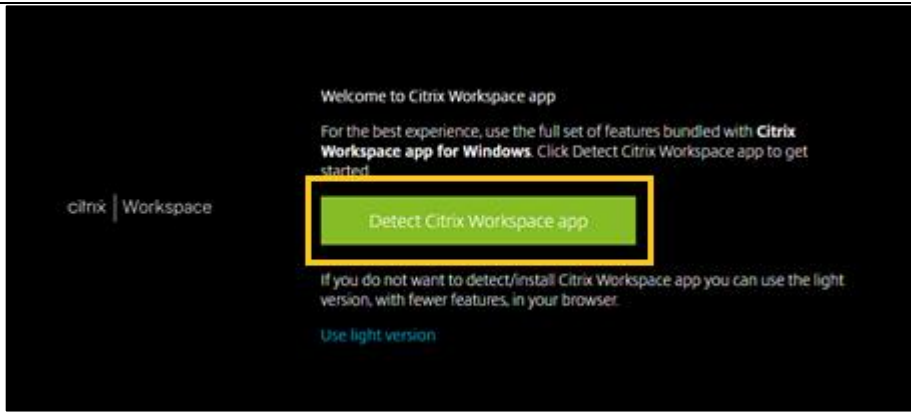 Welcome to Citrix Workspace app
For the best experience, use the full set of features bundled with Citrix
Workspace app for Windows. Click Detect Citrix Workspace app to get
started.
citrix | Workspace
Detect Citrix Workspace app
If you do not want to detect/install Citrix Workspace app you can use the light
version, with fewer features, in your browser.
Use light version